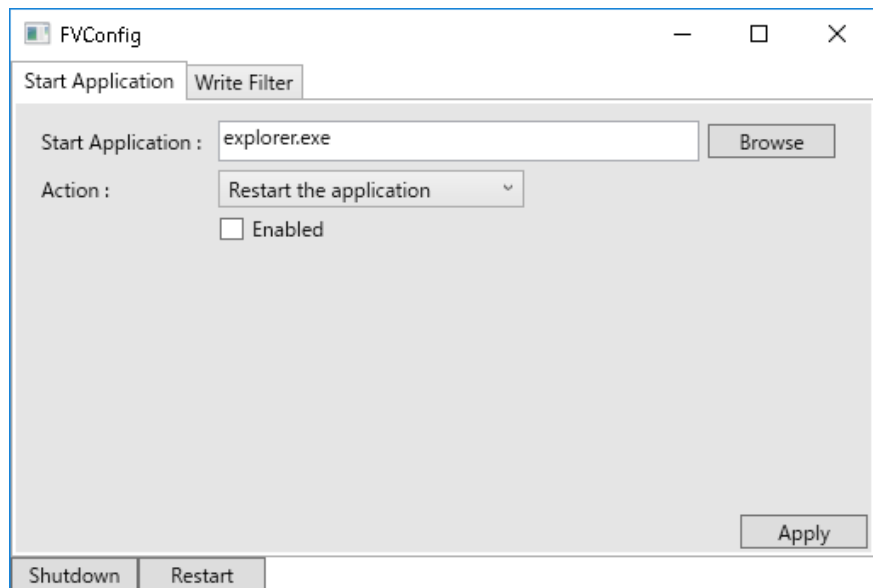 FVConfig
Start Application Write Filter
Start Application : explorer.exe Browse
Action : Restart the application
Enabled
Apply
Shutdown Restart